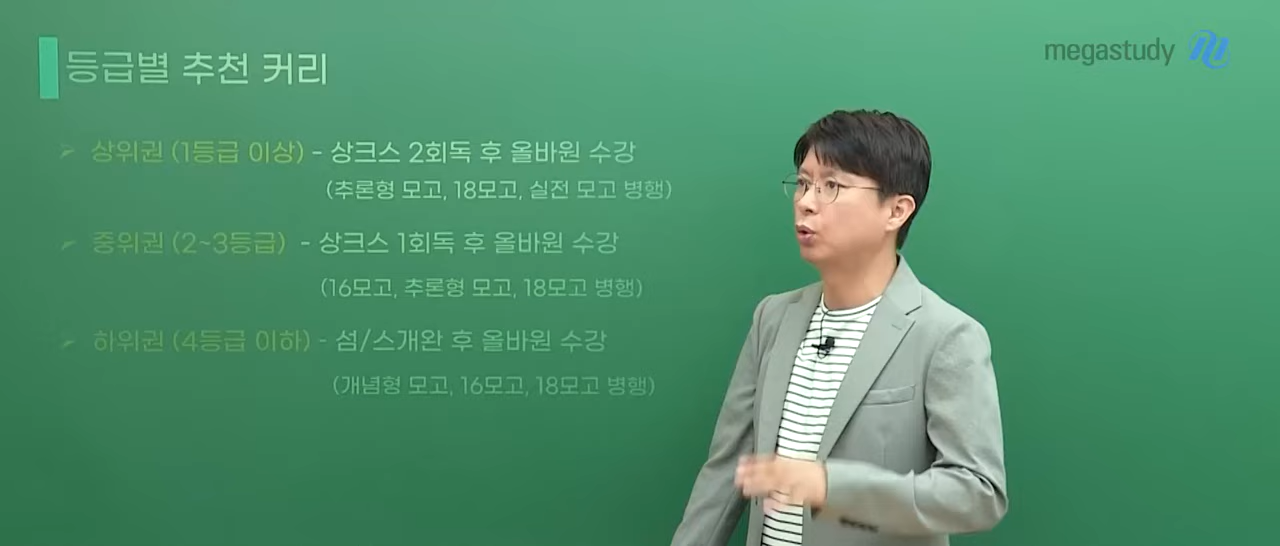 등급별 추천 커리
megastudy
상위권 (1등급 이상) - 상크스 2회독 후 올바원 수강
(추론형 모고, 18모고, 실전 모고 병행)
중위권 (2~3등급) - 상크스 1회독 후 올바원 수강
(16모고, 추론형 모고, 18모고 병행)
하위권 (4등급 이하) - 섬/스개완 후 올바원 수강
(개념형 모고, 16모고, 18모고 병행)